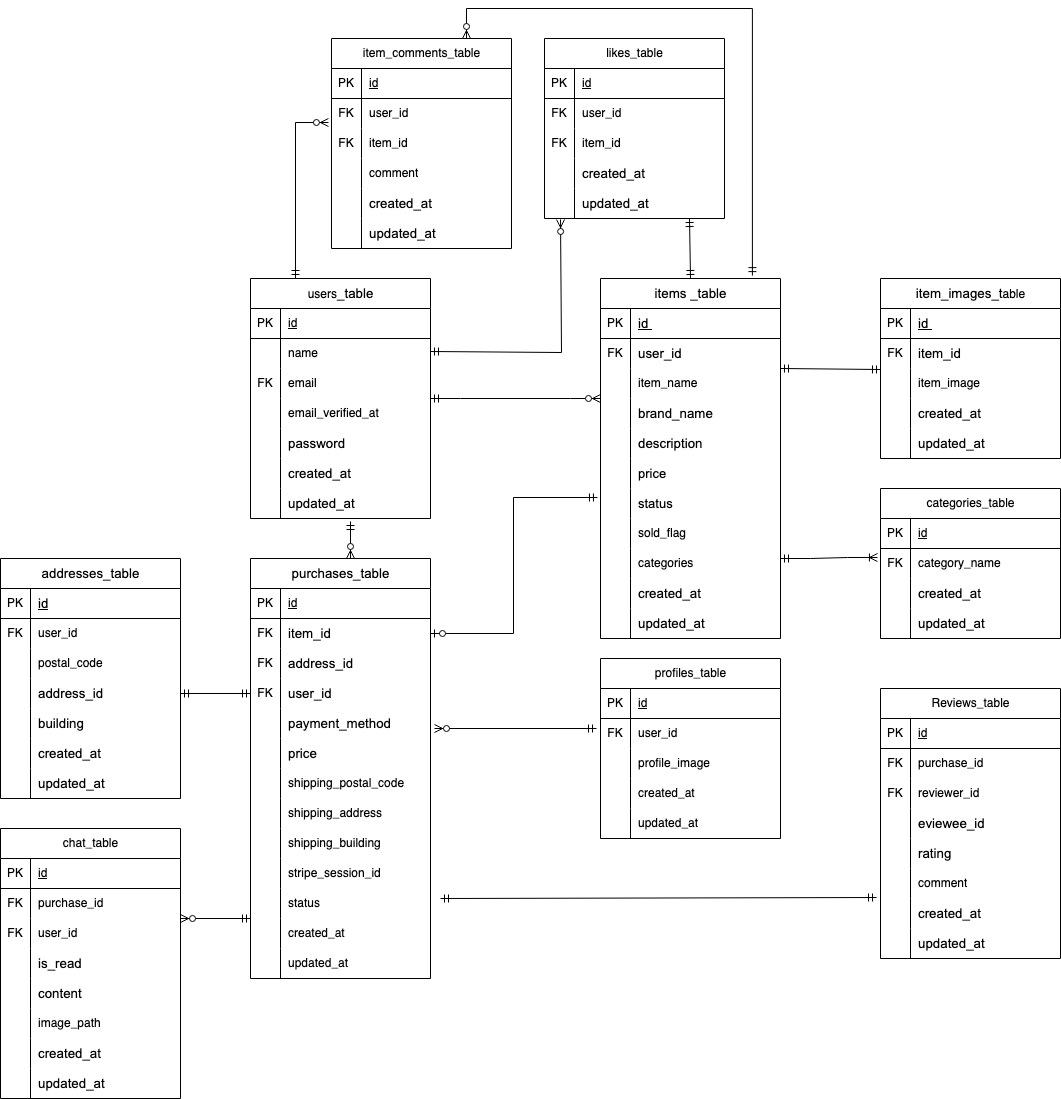 item_comments_table
PK id
FK user_id
FK item_id
comment
created_at
updated_at
likes_table
PK id
FK user_id
FK item_id
created_at
updated_at
users_table
PK id
name
FK email
email_verified_at
password
created_at
updated_at
items _table
PK id
FK user_id
item_name
brand_name
description
price
status
sold_flag
categories
created_at
updated_at
item_images_table
PK id
FK item_id
item_image
created_at
updated_at
categories_table
PK id
FK category_name
created_at
updated_at
addresses_table
PK id
FK user_id
postal_code
address_id
building
created_at
updated_at
purchases_table
PK id
FK item_id
FK address_id
FK user_id
payment_method
price
shipping_postal_code
shipping_address
shipping_building
stripe_session_id
status
created_at
updated_at
profiles_table
PK id
FK user_id
profile_image
created_at
updated_at
Reviews_table
PK id
FK purchase_id
FK reviewer_id
eviewee_id
rating
comment
created_at
updated_at
chat_table
PK id
FK purchase_id
FK user_id
is_read
content
image_path
created_at
updated_at